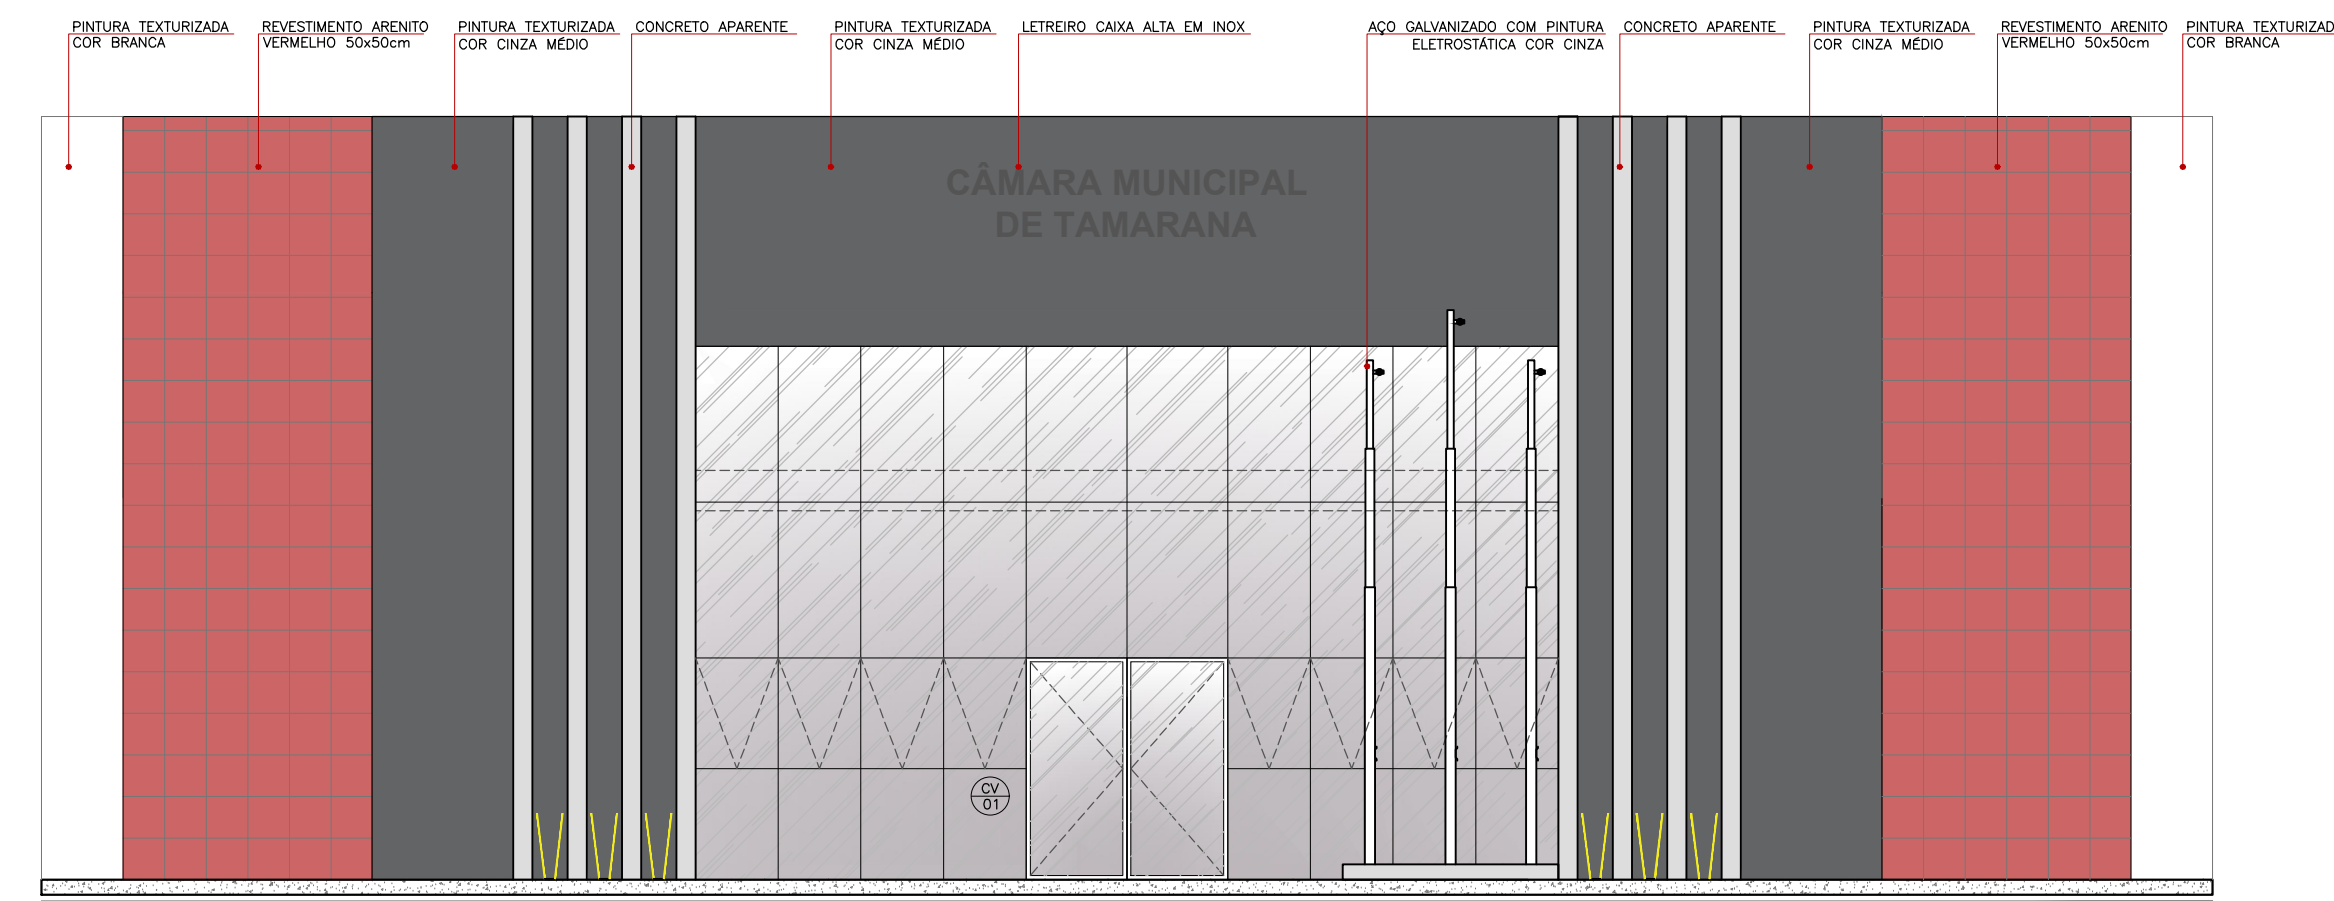 PINTURA TEXTURIZADA
COR BRANCA
REVESTIMENTO ARENITO
VERMELHO 50x50cm
PINTURA TEXTURIZADA
COR CINZA MÉDIO
CONCRETO APARENTE
PINTURA TEXTURIZADA
COR CINZA MÉDIO
LETREIRO CAIXA ALTA EM INOX
AÇO GALVANIZADO COM PINTURA
ELETROSTÁTICA COR CINZA
CONCRETO APARENTE
PINTURA TEXTURIZADA
COR CINZA MÉDIO
REVESTIMENTO ARENITO
VERMELHO 50x50cm
PINTURA TEXTURIZAD
COR BRANCA
CÂMARA MUNICIPAL
DE TAMARANA
CV
01